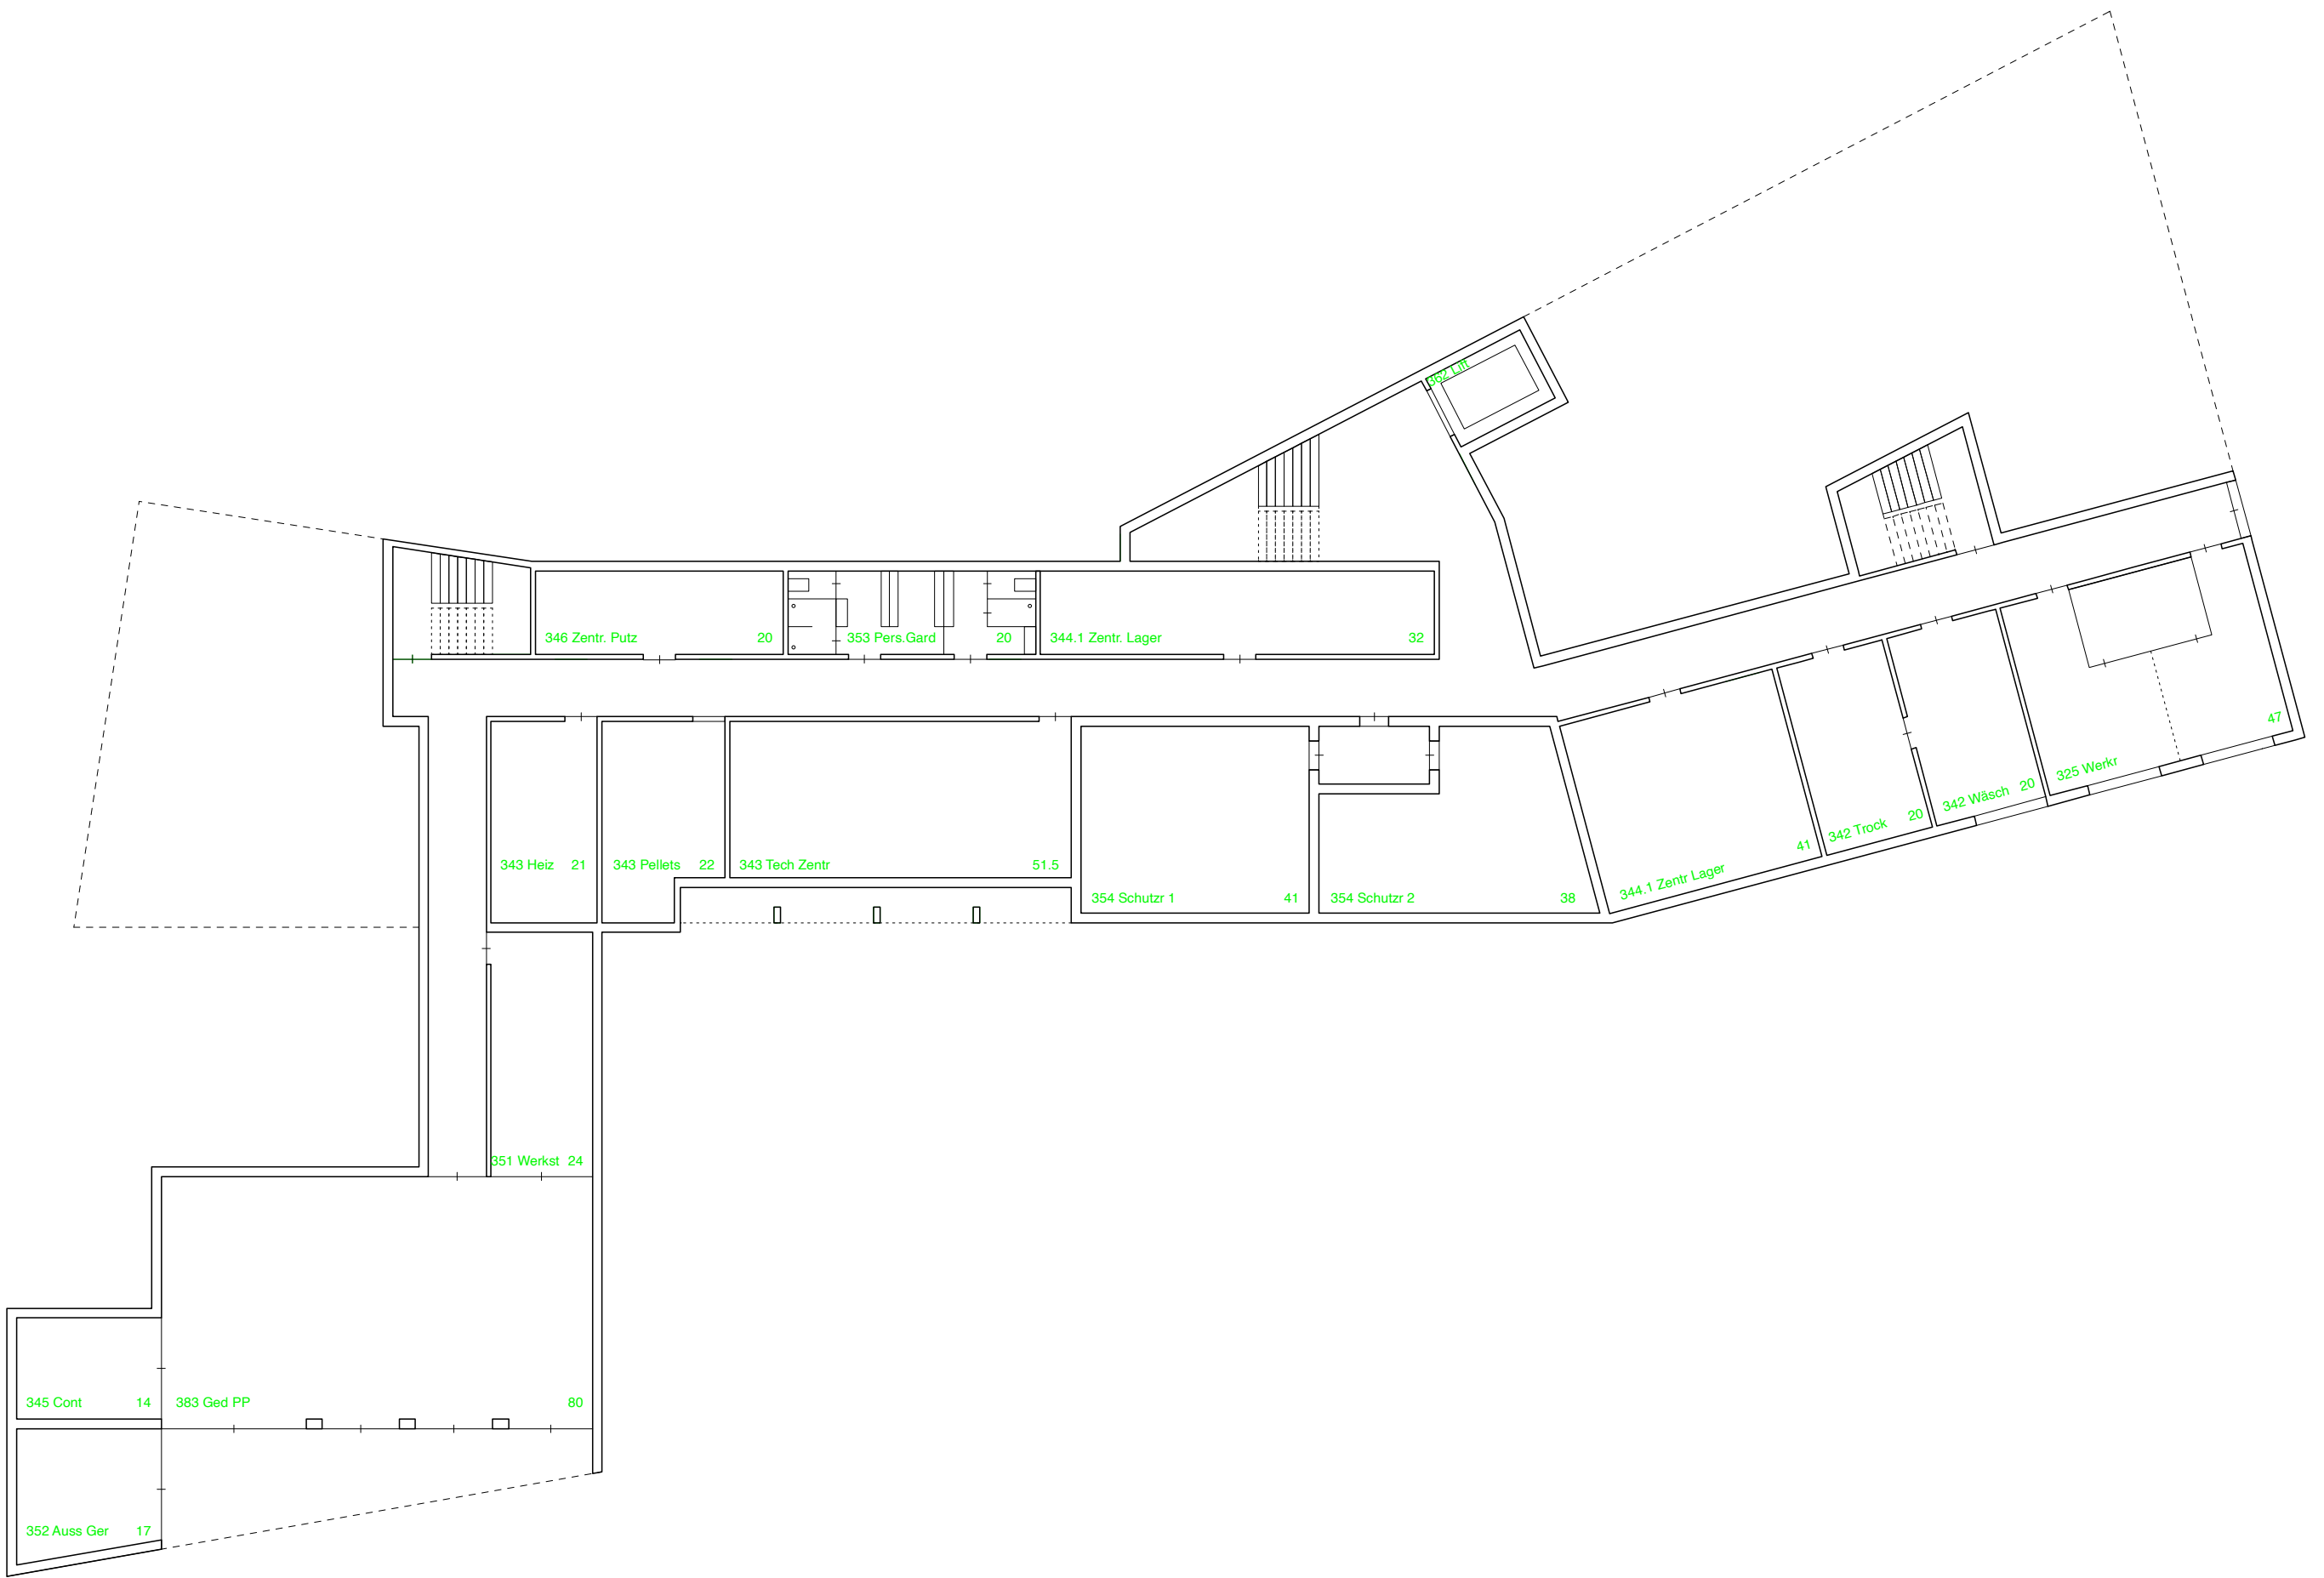 362 Lift
346 Zentr. Putz 20
353 Pers.Gard 20
344.1 Zentr. Lager 32
47
325 Werkr
342 Wäsch 20
342 Trock 20
344.1 Zentr Lager 41
343 Heiz 21
343 Pellets 22
343 Tech Zentr 51.5
354 Schutzr 1 41
354 Schutzr 2 38
351 Werkst 24
345 Cont 14
383 Ged PP 80
352 Auss Ger 17